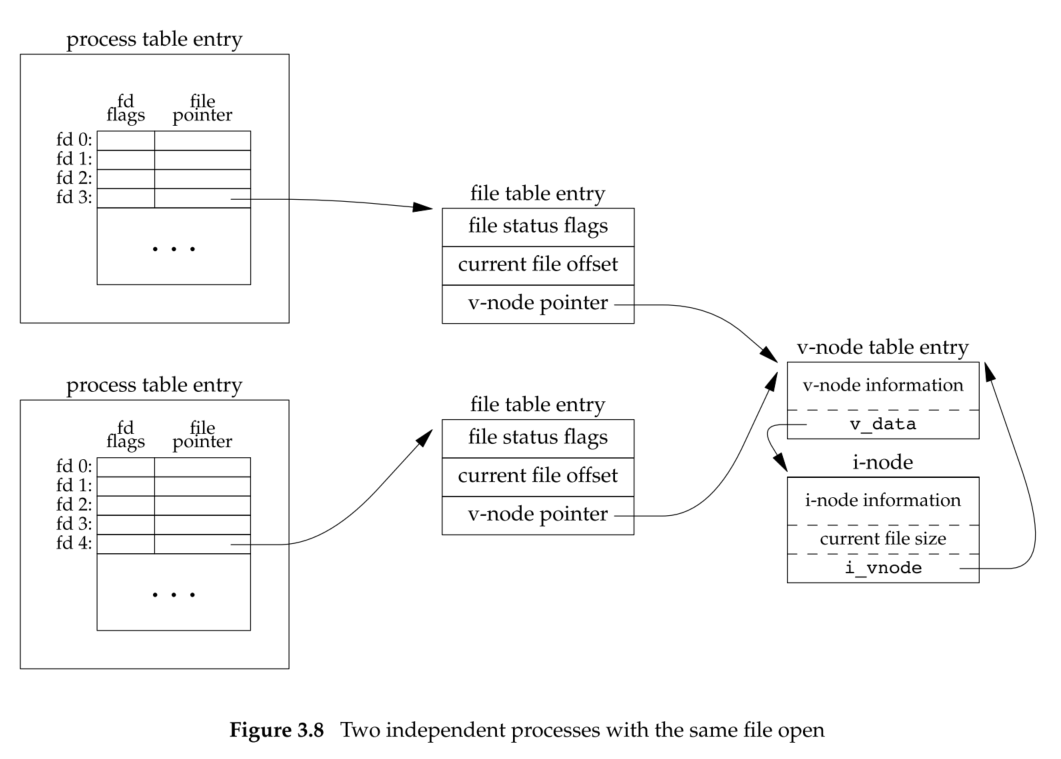 process table entry
fd
flags
file
pointer
fd 0:
fd 1:
fd 2:
fd 3:
. . .
file table entry
file status flags
current file offset
v-node pointer
process table entry
fd
flags
file
pointer
fd 0:
fd 1:
fd 2:
fd 3:
fd 4:
. . .
file table entry
file status flags
current file offset
v-node pointer
v-node table entry
v-node information
v_data
i-node
i-node information
current file size
i_vnode
Figure 3.8 Two independent processes with the same file open